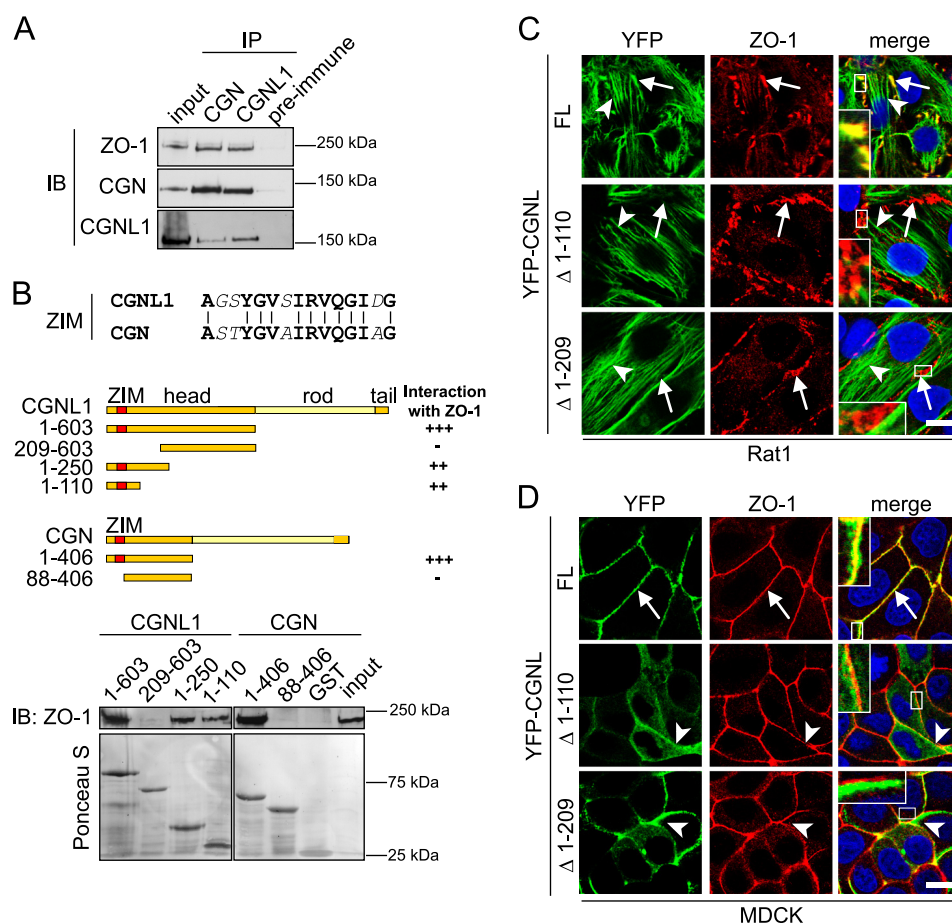 A
IP
input
CGN
CGNL1
pre-immune
IB
ZO-1
250 kDa
CGN
150 kDa
CGNL1
150 kDa
B
ZIM
CGNL1 AGSYGVSIRVQGIDG
CGN ASTYGVAIRVQGIAG
ZIM head rod tail
Interaction
with ZO-1
CGNL1
1-603 +++
209-603 -
1-250 ++
1-110 ++
ZIM
CGN
1-406 +++
88-406 -
CGNL1 CGN
1-603
209-603
1-250
1-110
1-406
88-406
GST
input
IB: ZO-1
250 kDa
Ponceau S
75 kDa
25 kDa
C
YFP ZO-1 merge
YFP-CGNL
FL
Δ 1-110
Δ 1-209
Rat1
D
YFP ZO-1 merge
YFP-CGNL
FL
Δ 1-110
Δ 1-209
MDCK